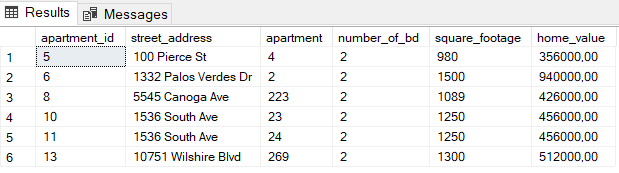 Results Messages
apartment_id street_address apartment number_of_bd square_footage home_value
1 5 100 Pierce St 4 2 980 356000,00
2 6 1332 Palos Verdes Dr 2 2 1500 940000,00
3 8 5545 Canoga Ave 223 2 1089 426000,00
4 10 1536 South Ave 23 2 1250 456000,00
5 11 1536 South Ave 24 2 1250 456000,00
6 13 10751 Wilshire Blvd 269 2 1300 512000,00